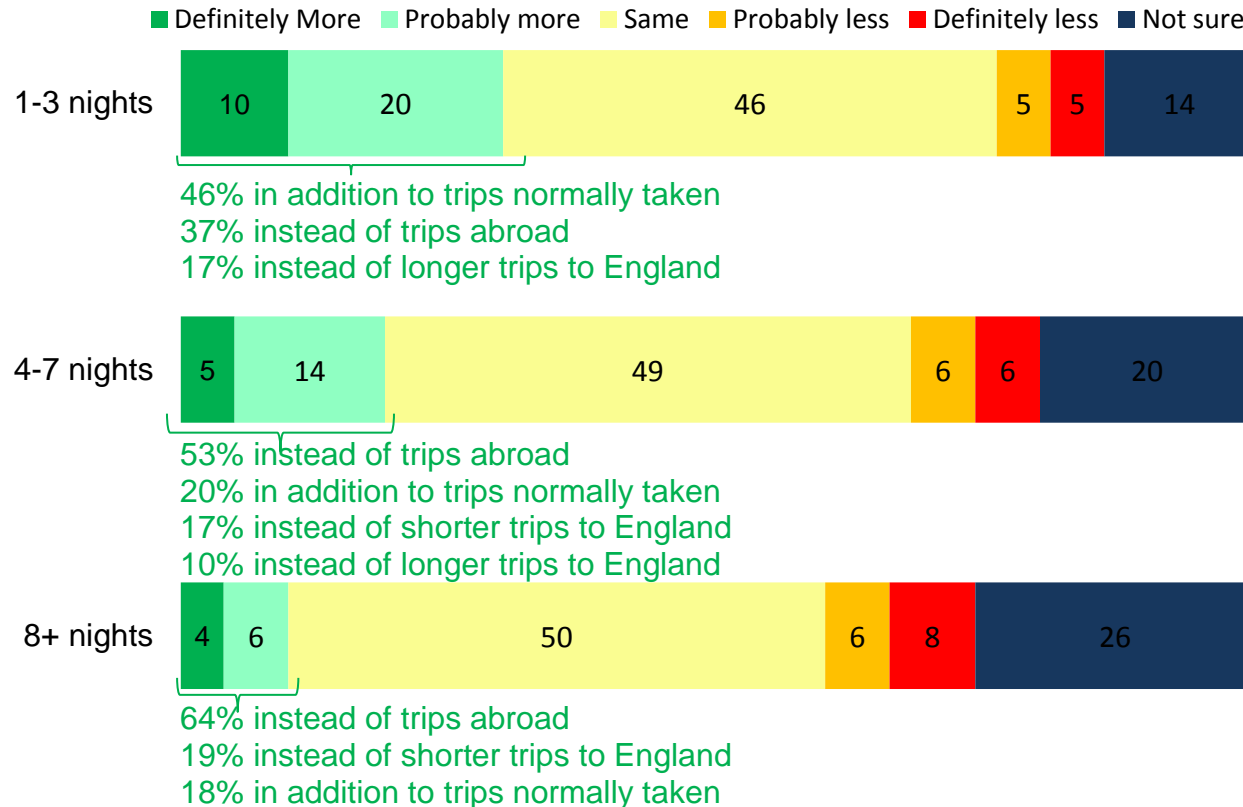 Definitely More Probably more Same Probably less Definitely less Not sure
1-3 nights 10 20 46 5 5 14
46% in addition to trips normally taken
37% instead of trips abroad
17% instead of longer trips to England
4-7 nights 5 14 49 6 6 20
53% instead of trips abroad
20% in addition to trips normally taken
17% instead of shorter trips to England
10% instead of longer trips to England
8+ nights 4 6 50 6 8 26
64% instead of trips abroad
19% instead of shorter trips to England
18% in addition to trips normally taken